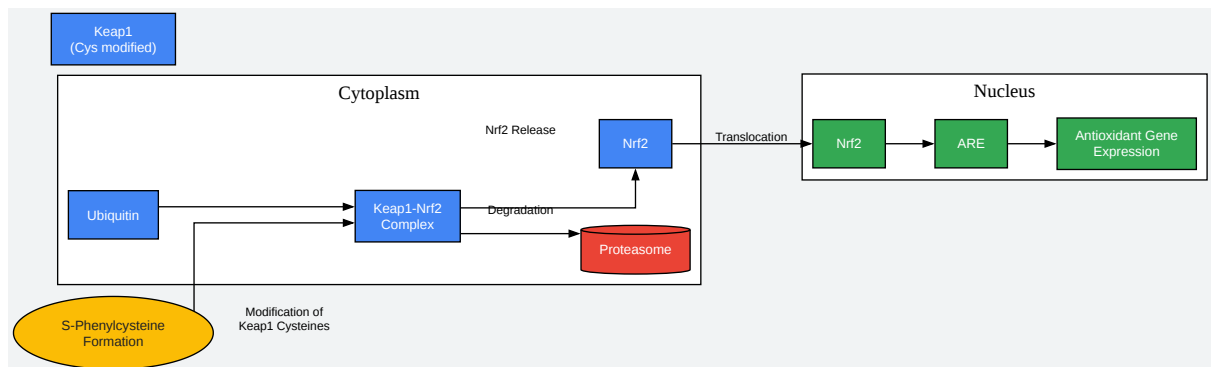 Keap1
(Cys modified)
Cytoplasm
Nucleus
Nrf2 Release
Nrf2
Translocation
Nrf2
ARE
Antioxidant Gene
Expression
Ubiquitin
Keap1-Nrf2
Complex
Degradation
Proteasome
S-Phenylcysteine
Formation
Modification of
Keap1 Cysteines